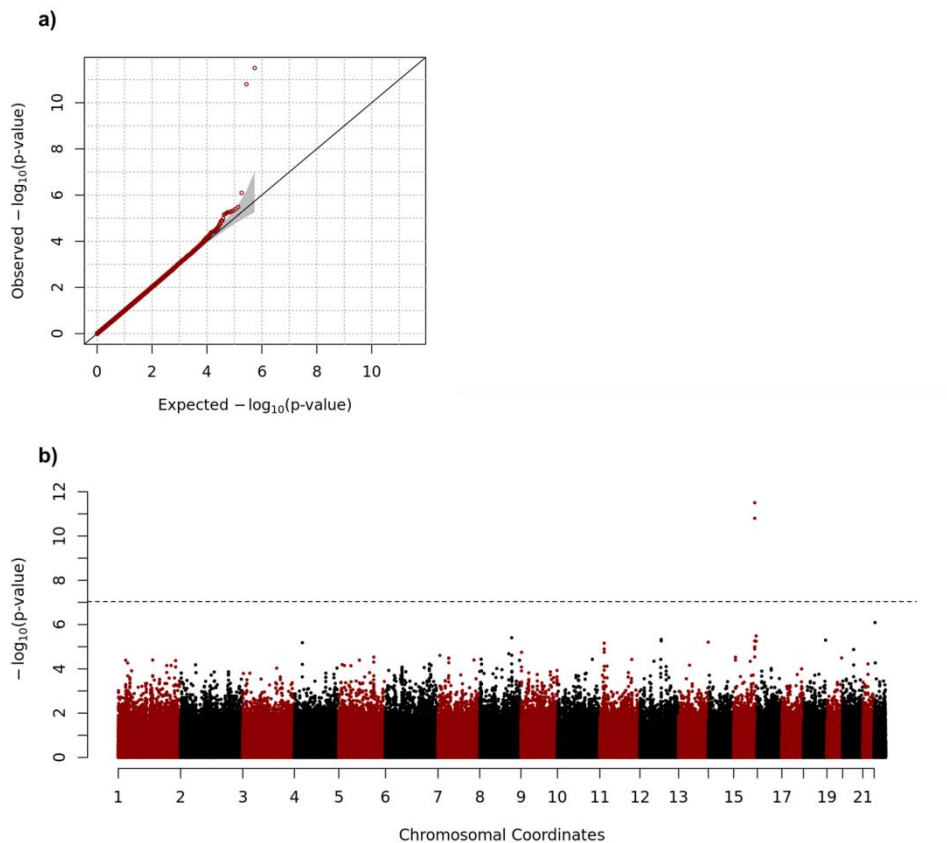 a)
Observed −log10(p-value)
10
8
6
4
2
0
0 2 4 6 8 10
Expected −log10(p-value)
b)
−log10(p-value)
12
10
8
6
4
2
0
1 2 3 4 5 6 7 8 9 10 11 12 13 15 17 19 21
Chromosomal Coordinates